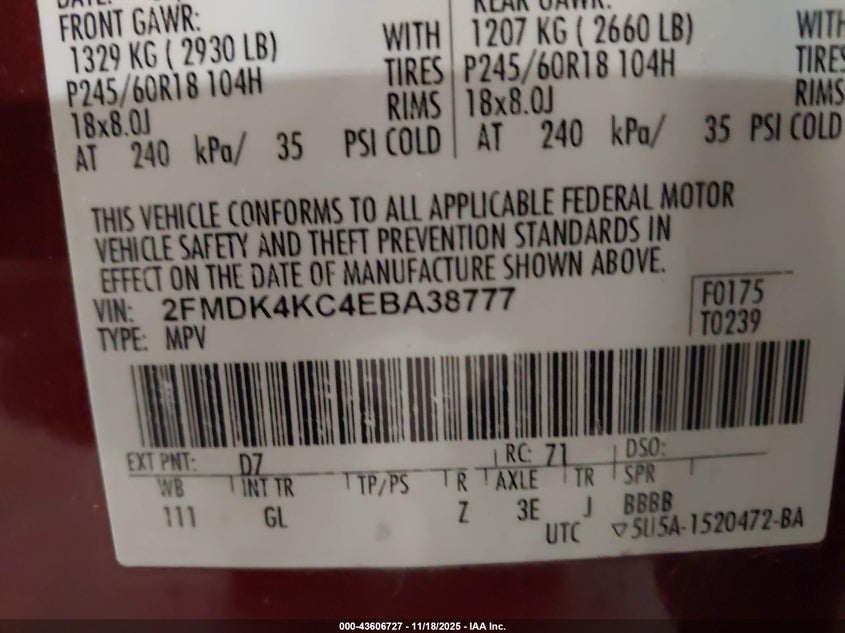 DATE:
FRONT GAWR:
1329 KG ( 2930 LB) WITH
P245/60R18 104H TIRES
18x8.0J RIMS
AT 240 kPa/ 35 PSI COLD
REAR GAWR:
1207 KG ( 2660 LB) WITH
P245/60R18 104H TIRES
18x8.0J RIMS
AT 240 kPa/ 35 PSI COLD
THIS VEHICLE CONFORMS TO ALL APPLICABLE FEDERAL MOTOR
VEHICLE SAFETY AND THEFT PREVENTION STANDARDS IN
EFFECT ON THE DATE OF MANUFACTURE SHOWN ABOVE.
VIN: 2FMDK4KC4EBA38777 F0175
TYPE: MPV T0239
EXT PNT: D7 RC: 71 DSO:
WB INT TR TP/PS R AXLE TR SPR
111 GL Z 3E J BBBB
UTC ▽5U5A-1520472-BA
000-43606727 - 11/18/2025 - IAA Inc.